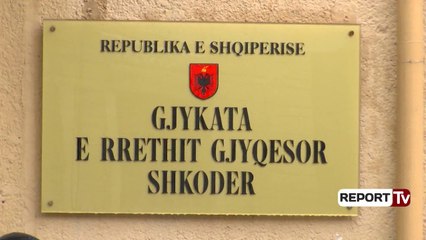 REPUBLIKA E SHQIPERISE
GJYKATA
E RRETHIT GJYQESOR
SHKODER
REPORT TV